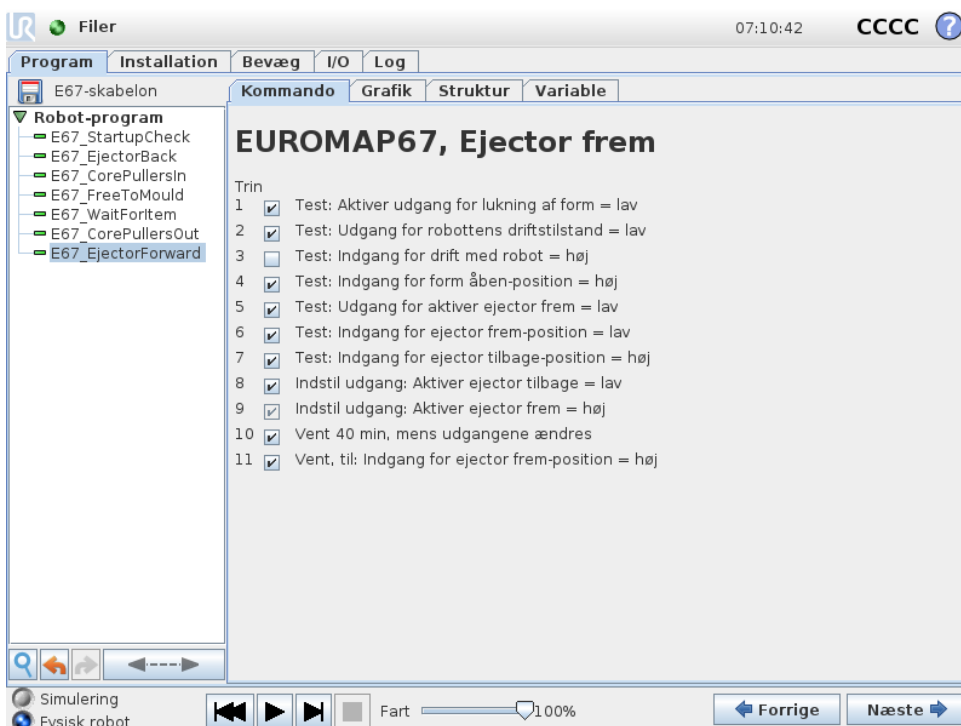 UR Filer 07:10:42 CCCC ?
Program Installation Bevæg I/O Log
E67-skabelon
Kommando Grafik Struktur Variable
Robot-program
E67_StartupCheck
E67_EjectorBack
E67_CorePullersIn
E67_FreeToMould
E67_WaitForItem
E67_CorePullersOut
E67_EjectorForward
EUROMAP67, Ejector frem
Trin
1 Test: Aktiver udgang for lukning af form = lav
2 Test: Udgang for robottens driftstilstand = lav
3 Test: Indgang for drift med robot = høj
4 Test: Indgang for form åben-position = høj
5 Test: Udgang for aktiver ejector frem = lav
6 Test: Indgang for ejector frem-position = lav
7 Test: Indgang for ejector tilbage-position = høj
8 Indstil udgang: Aktiver ejector tilbage = lav
9 Indstil udgang: Aktiver ejector frem = høj
10 Vent 40 min, mens udgangene ændres
11 Vent, til: Indgang for ejector frem-position = høj
Simulering
Fysisk robot
Fart 100%
Forrige Næste